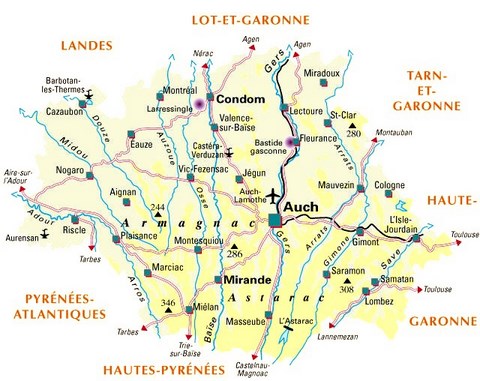 LOT-ET-GARONNE
LANDES
Agen
Agen
Nérac
Gers
Barbotan-
les-Thermes
Cazaubon
Montréal
Larressingle
Condom
Miradoux
TARN-
ET-
GARONNE
Lectoure
St-Clar
280
Valence-
sur-Baïse
Douze
Eauze
Auzoue
Bastide
gasconne
Fleurance
Arrats
Montauban
Midou
Castéra-
Verduzan
Nogaro
Vic-Fezensac
Jégun
Mauvezin
Cologne
Aire-sur-
l'Adour
Osse
Auch-
Lamothe
Aignan
244
Auch
HAUTE-
Adour
Armagnac
L'Isle-
Jourdain
Riscle
Aurensan
Plaisance
Tarbes
Montesquiou
286
Gers
Arrats
Gimone
Gimont
Toulouse
Save
Marciac
Mirande
Saramon
308
Samatan
Lombez
Toulouse
Arros
PYRÉNÉES-
ATLANTIQUES
346
Miélan
Astarac
Baïse
Masseube
L'Astarac
GARONNE
Tarbes
Trie-
sur-Baïse
Lannemezan
Castelnau-
Magnoac
HAUTES-PYRÉNÉES